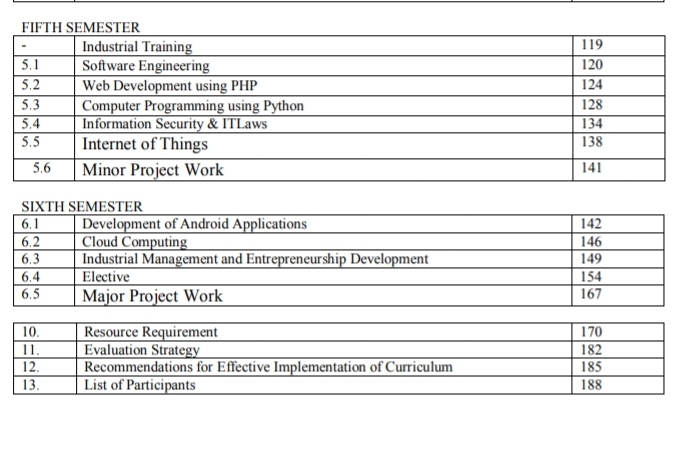 FIFTH SEMESTER
- Industrial Training 119
5.1 Software Engineering 120
5.2 Web Development using PHP 124
5.3 Computer Programming using Python 128
5.4 Information Security & ITLaws 134
5.5 Internet of Things 138
5.6 Minor Project Work 141
SIXTH SEMESTER
6.1 Development of Android Applications 142
6.2 Cloud Computing 146
6.3 Industrial Management and Entrepreneurship Development 149
6.4 Elective 154
6.5 Major Project Work 167
10. Resource Requirement 170
11. Evaluation Strategy 182
12. Recommendations for Effective Implementation of Curriculum 185
13. List of Participants 188